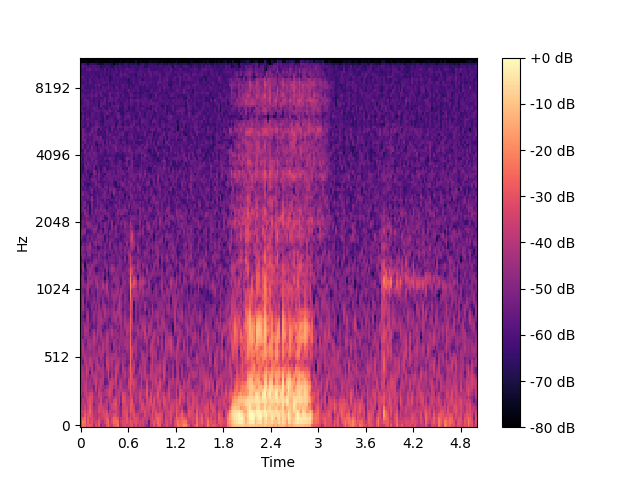 8192
4096
2048
1024
512
0
Hz
0 0.6 1.2 1.8 2.4 3 3.6 4.2 4.8
Time
+0 dB
-10 dB
-20 dB
-30 dB
-40 dB
-50 dB
-60 dB
-70 dB
-80 dB